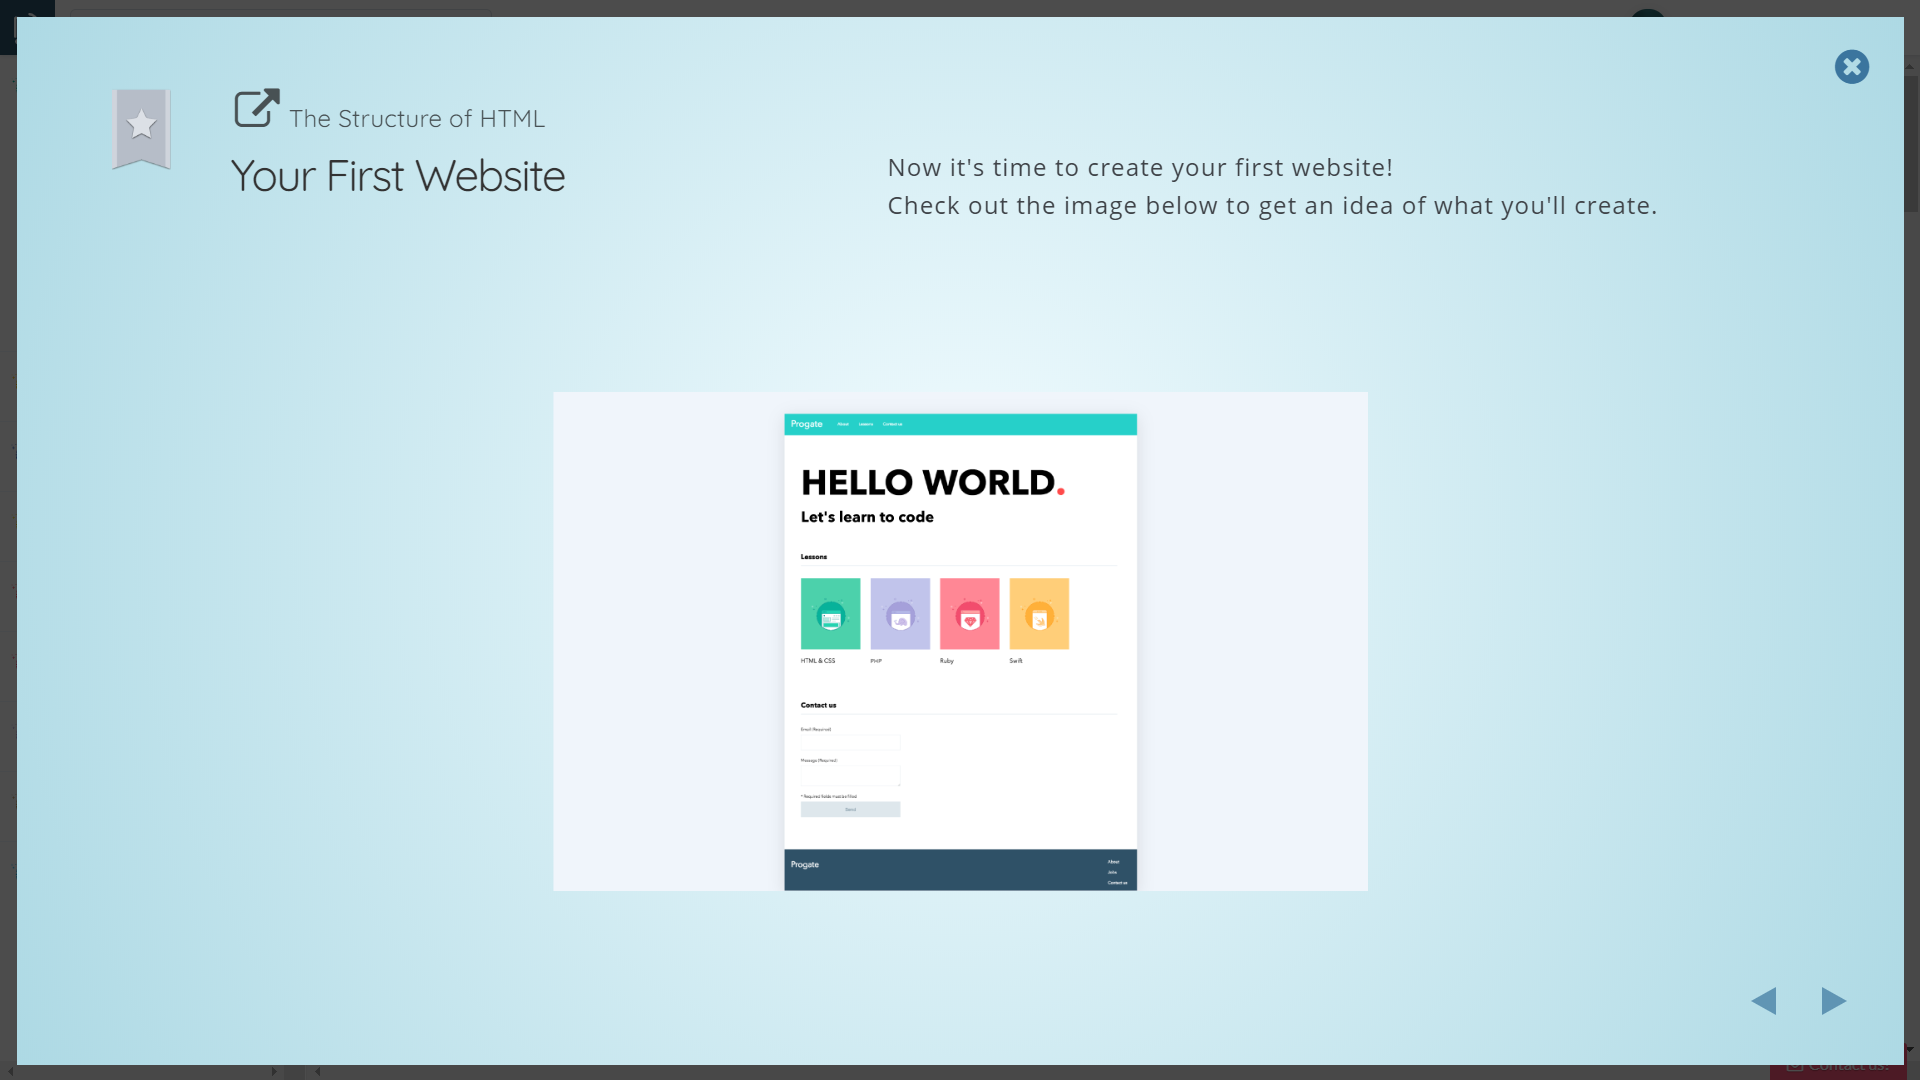 The Structure of HTML
Your First Website
Now it's time to create your first website!
Check out the image below to get an idea of what you'll create.
Progate About Lessons Contact us
HELLO WORLD.
Let's learn to code
Lessons
HTML & CSS PHP Ruby Swift
Contact us
Email (Required)
Message (Required)
* Required fields must be filled
Send
Progate
About
Jobs
Contact us
Contact us!